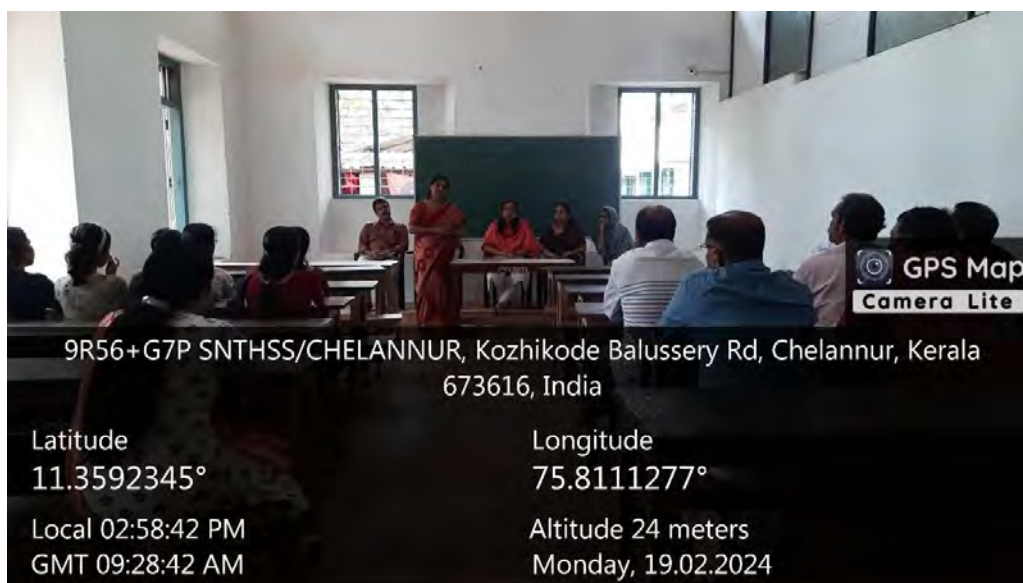 GPS Map
Camera Lite
9R56+G7P SNTHSS/CHELANNUR, Kozhikode Balussery Rd, Chelannur, Kerala
673616, India
Latitude
11.3592345°
Longitude
75.8111277°
Local 02:58:42 PM
GMT 09:28:42 AM
Altitude 24 meters
Monday, 19.02.2024